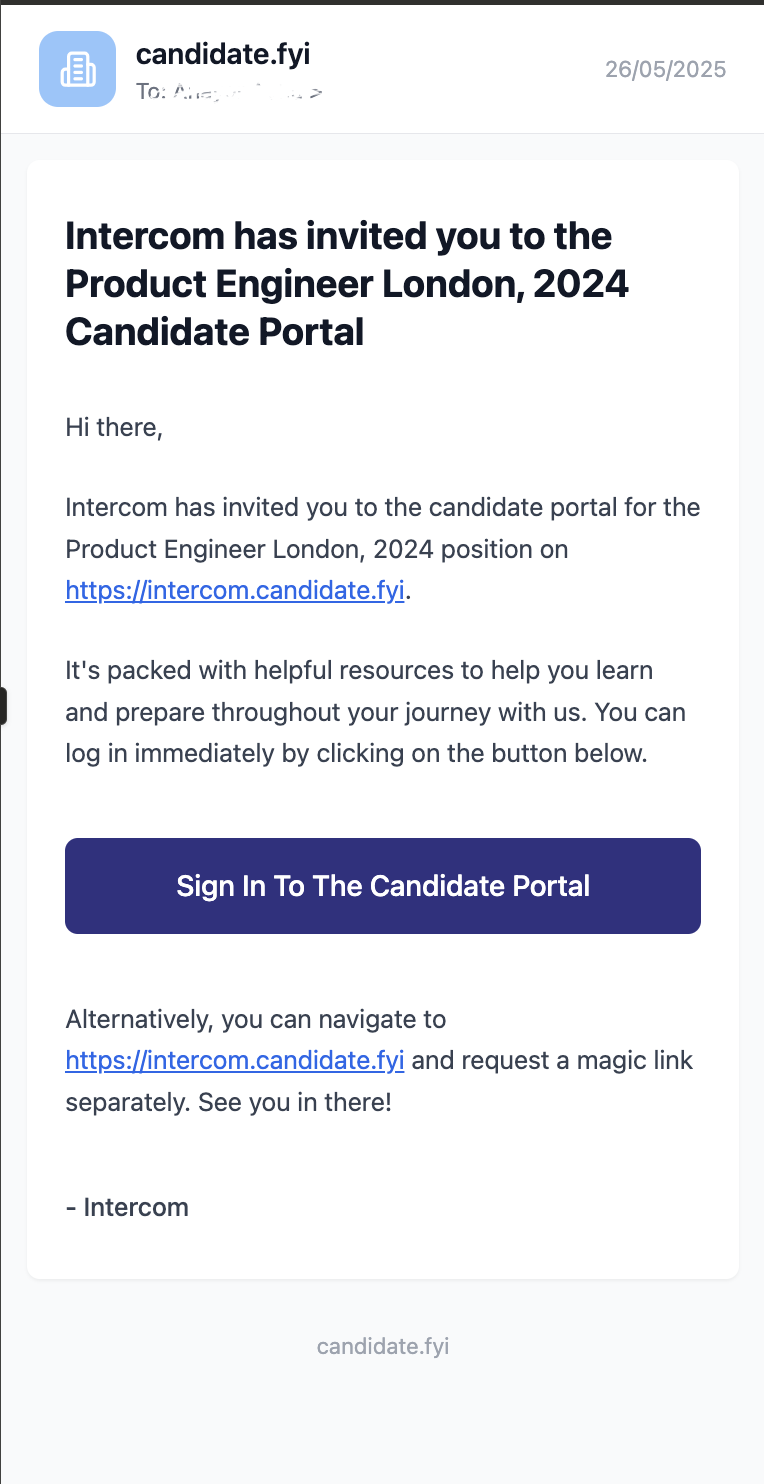 candidate.fyi
26/05/2025
To:
Intercom has invited you to the
Product Engineer London, 2024
Candidate Portal
Hi there,
Intercom has invited you to the candidate portal for the
Product Engineer London, 2024 position on
https://intercom.candidate.fyi.
It's packed with helpful resources to help you learn
and prepare throughout your journey with us. You can
log in immediately by clicking on the button below.
Sign In To The Candidate Portal
Alternatively, you can navigate to
https://intercom.candidate.fyi and request a magic link
separately. See you in there!
- Intercom
candidate.fyi